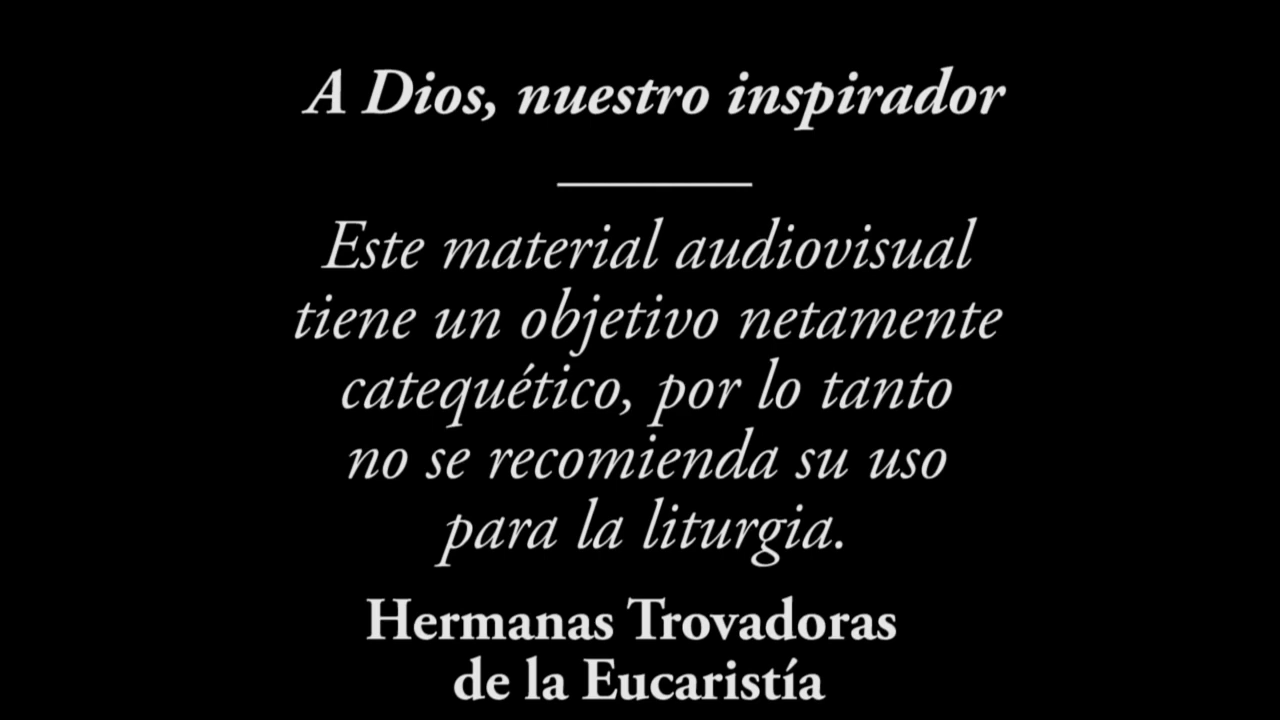 A Dios, nuestro inspirador
Este material audiovisual
tiene un objetivo netamente
catequético, por lo tanto
no se recomienda su uso
para la liturgia.
Hermanas Trovadoras
de la Eucaristía